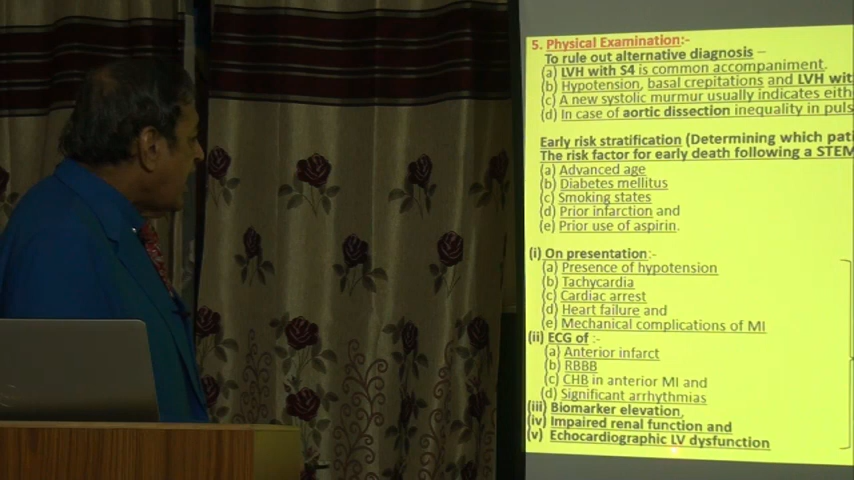 5. Physical Examination:-
To rule out alternative diagnosis –
(a) LVH with S4 is common accompaniment.
(b) Hypotension, basal crepitations and LVH wit
(c) A new systolic murmur usually indicates eith
(d) In case of aortic dissection inequality in puls
Early risk stratification (Determining which pati
The risk factor for early death following a STEM
(a) Advanced age
(b) Diabetes mellitus
(c) Smoking states
(d) Prior infarction and
(e) Prior use of aspirin.
(i) On presentation:-
(a) Presence of hypotension
(b) Tachycardia
(c) Cardiac arrest
(d) Heart failure and
(e) Mechanical complications of MI
(ii) ECG of :-
(a) Anterior infarct
(b) RBBB
(c) CHB in anterior MI and
(d) Significant arrhythmias
(iii) Biomarker elevation,
(iv) Impaired renal function and
(v) Echocardiographic LV dysfunction